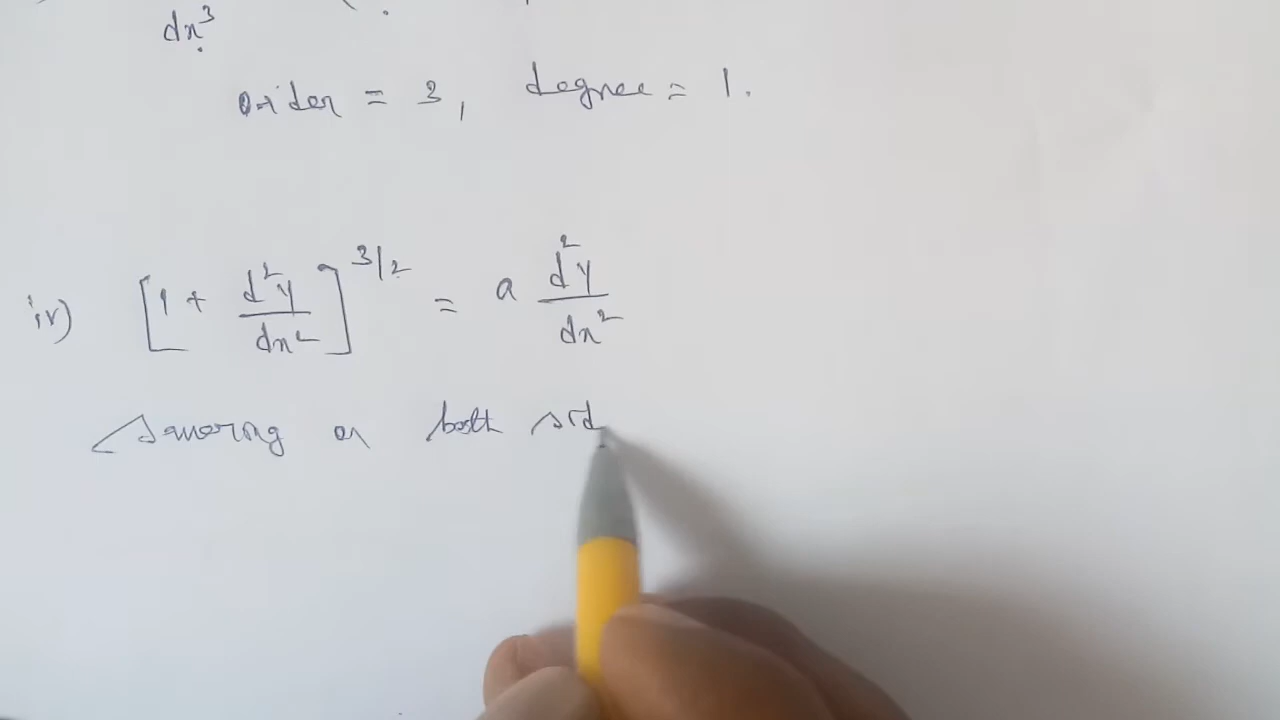 dx³
order = 3, degree = 1.
iv) [1 + d²y/dx²]^3/2 = a d²y/dx²
Squaring on both sid